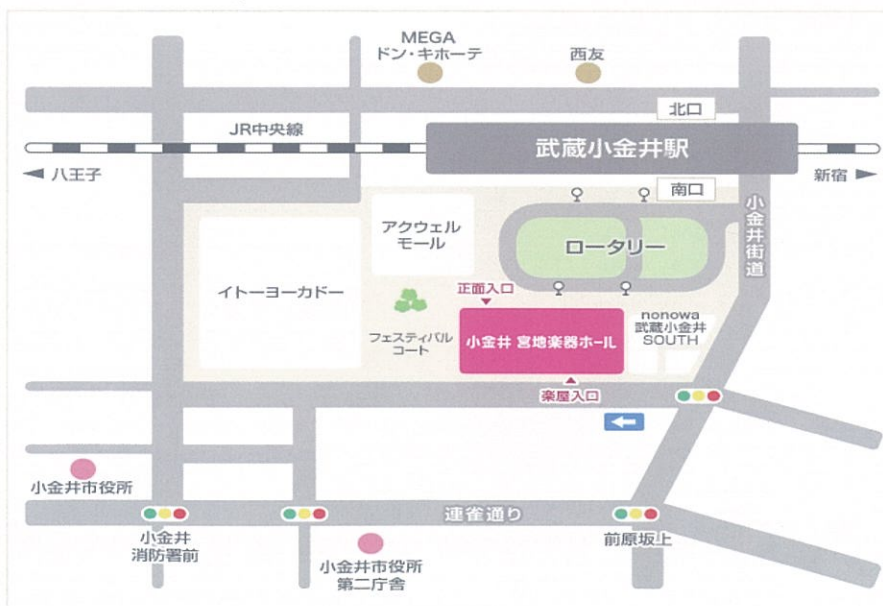 MEGA
ドン・キホーテ
西友
北口
JR中央線
武蔵小金井駅
八王子
新宿
南口
小金井街道
アクウェル
モール
ロータリー
イトーヨーカドー
正面入口
フェスティバル
コート
小金井 宮地楽器ホール
nonowa
武蔵小金井
SOUTH
楽屋入口
小金井市役所
連雀通り
小金井
消防署前
前原坂上
小金井市役所
第二庁舎